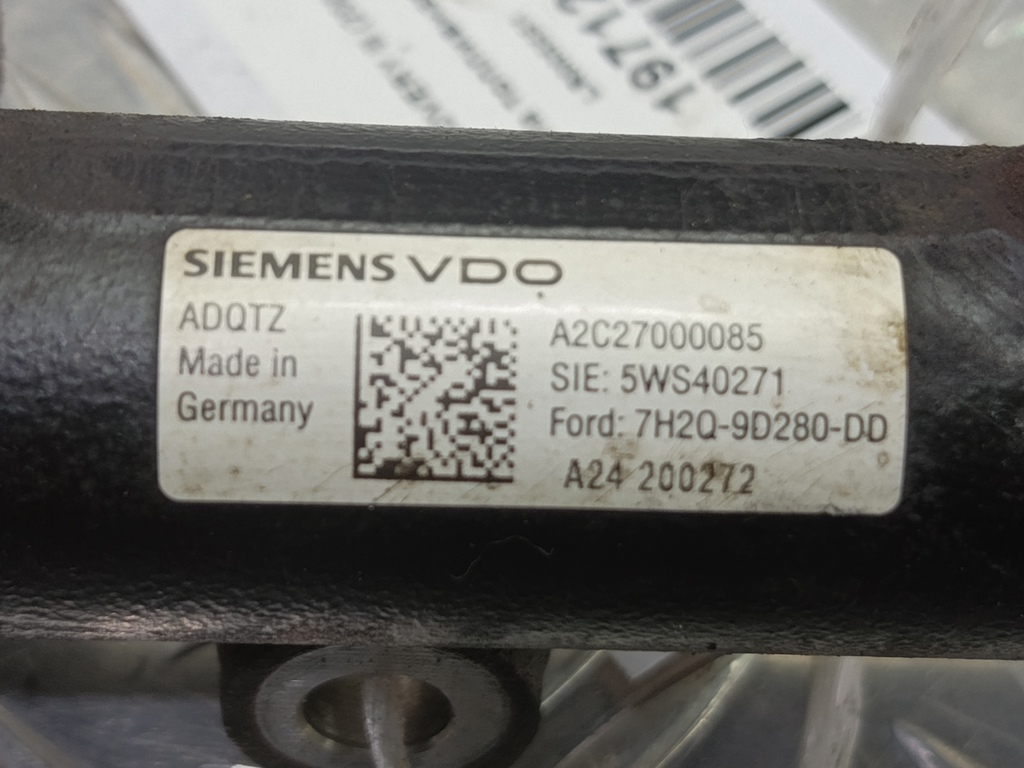 SIEMENS VDO
ADQTZ
Made in
Germany
A2C27000085
SIE: 5WS40271
Ford: 7H2Q-9D280-DD
A24 200272